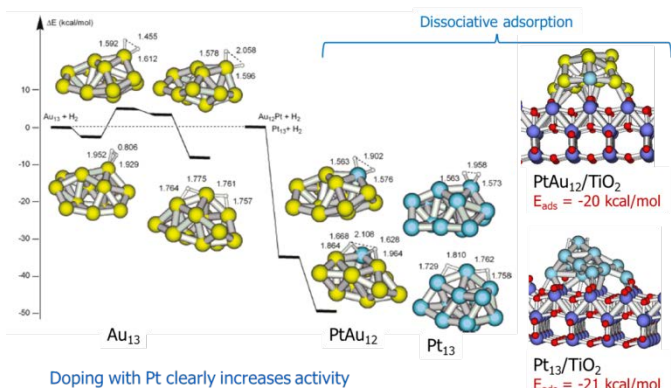 Dissociative adsorption
ΔE (kcal/mol)
1.592
1.455
1.612
1.578
2.058
1.596
10
Au13 + H2
0
Au12Pt + H2
Pt13+ H2
-10
1.952
0.806
1.929
1.775
1.764
1.761
1.757
1.563
1.902
1.576
1.958
1.563
1.573
-20
-30
1.668
2.108
1.628
1.864
1.964
1.810
1.729
1.762
1.758
-40
-50
Au13
PtAu12
Pt13
PtAu12/TiO2
Eads = -20 kcal/mol
Pt13/TiO2
Eads = -21 kcal/mol
Doping with Pt clearly increases activity